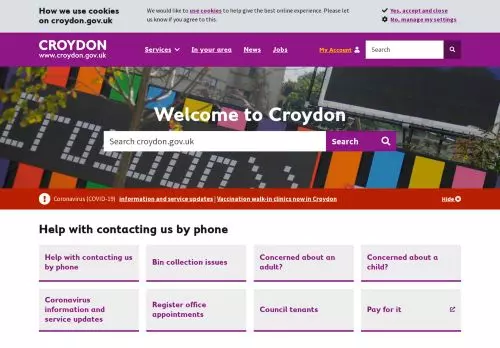 How we use cookies
on croydon.gov.uk
We would like to use cookies to help give the best online experience. Please let
us know if you agree to this.
Yes, accept and close
No, manage my settings
CROYDON
www.croydon.gov.uk
Services
In your area
News
Jobs
My Account
Search
Croydon
Welcome to Croydon
Search croydon.gov.uk
Search
Coronavirus (COVID-19) information and service updates | Vaccination walk-in clinics now in Croydon
Hide
Help with contacting us by phone
Help with contacting us
by phone
Bin collection issues
Concerned about an
adult?
Concerned about a
child?
Coronavirus
information and
service updates
Register office
appointments
Council tenants
Pay for it